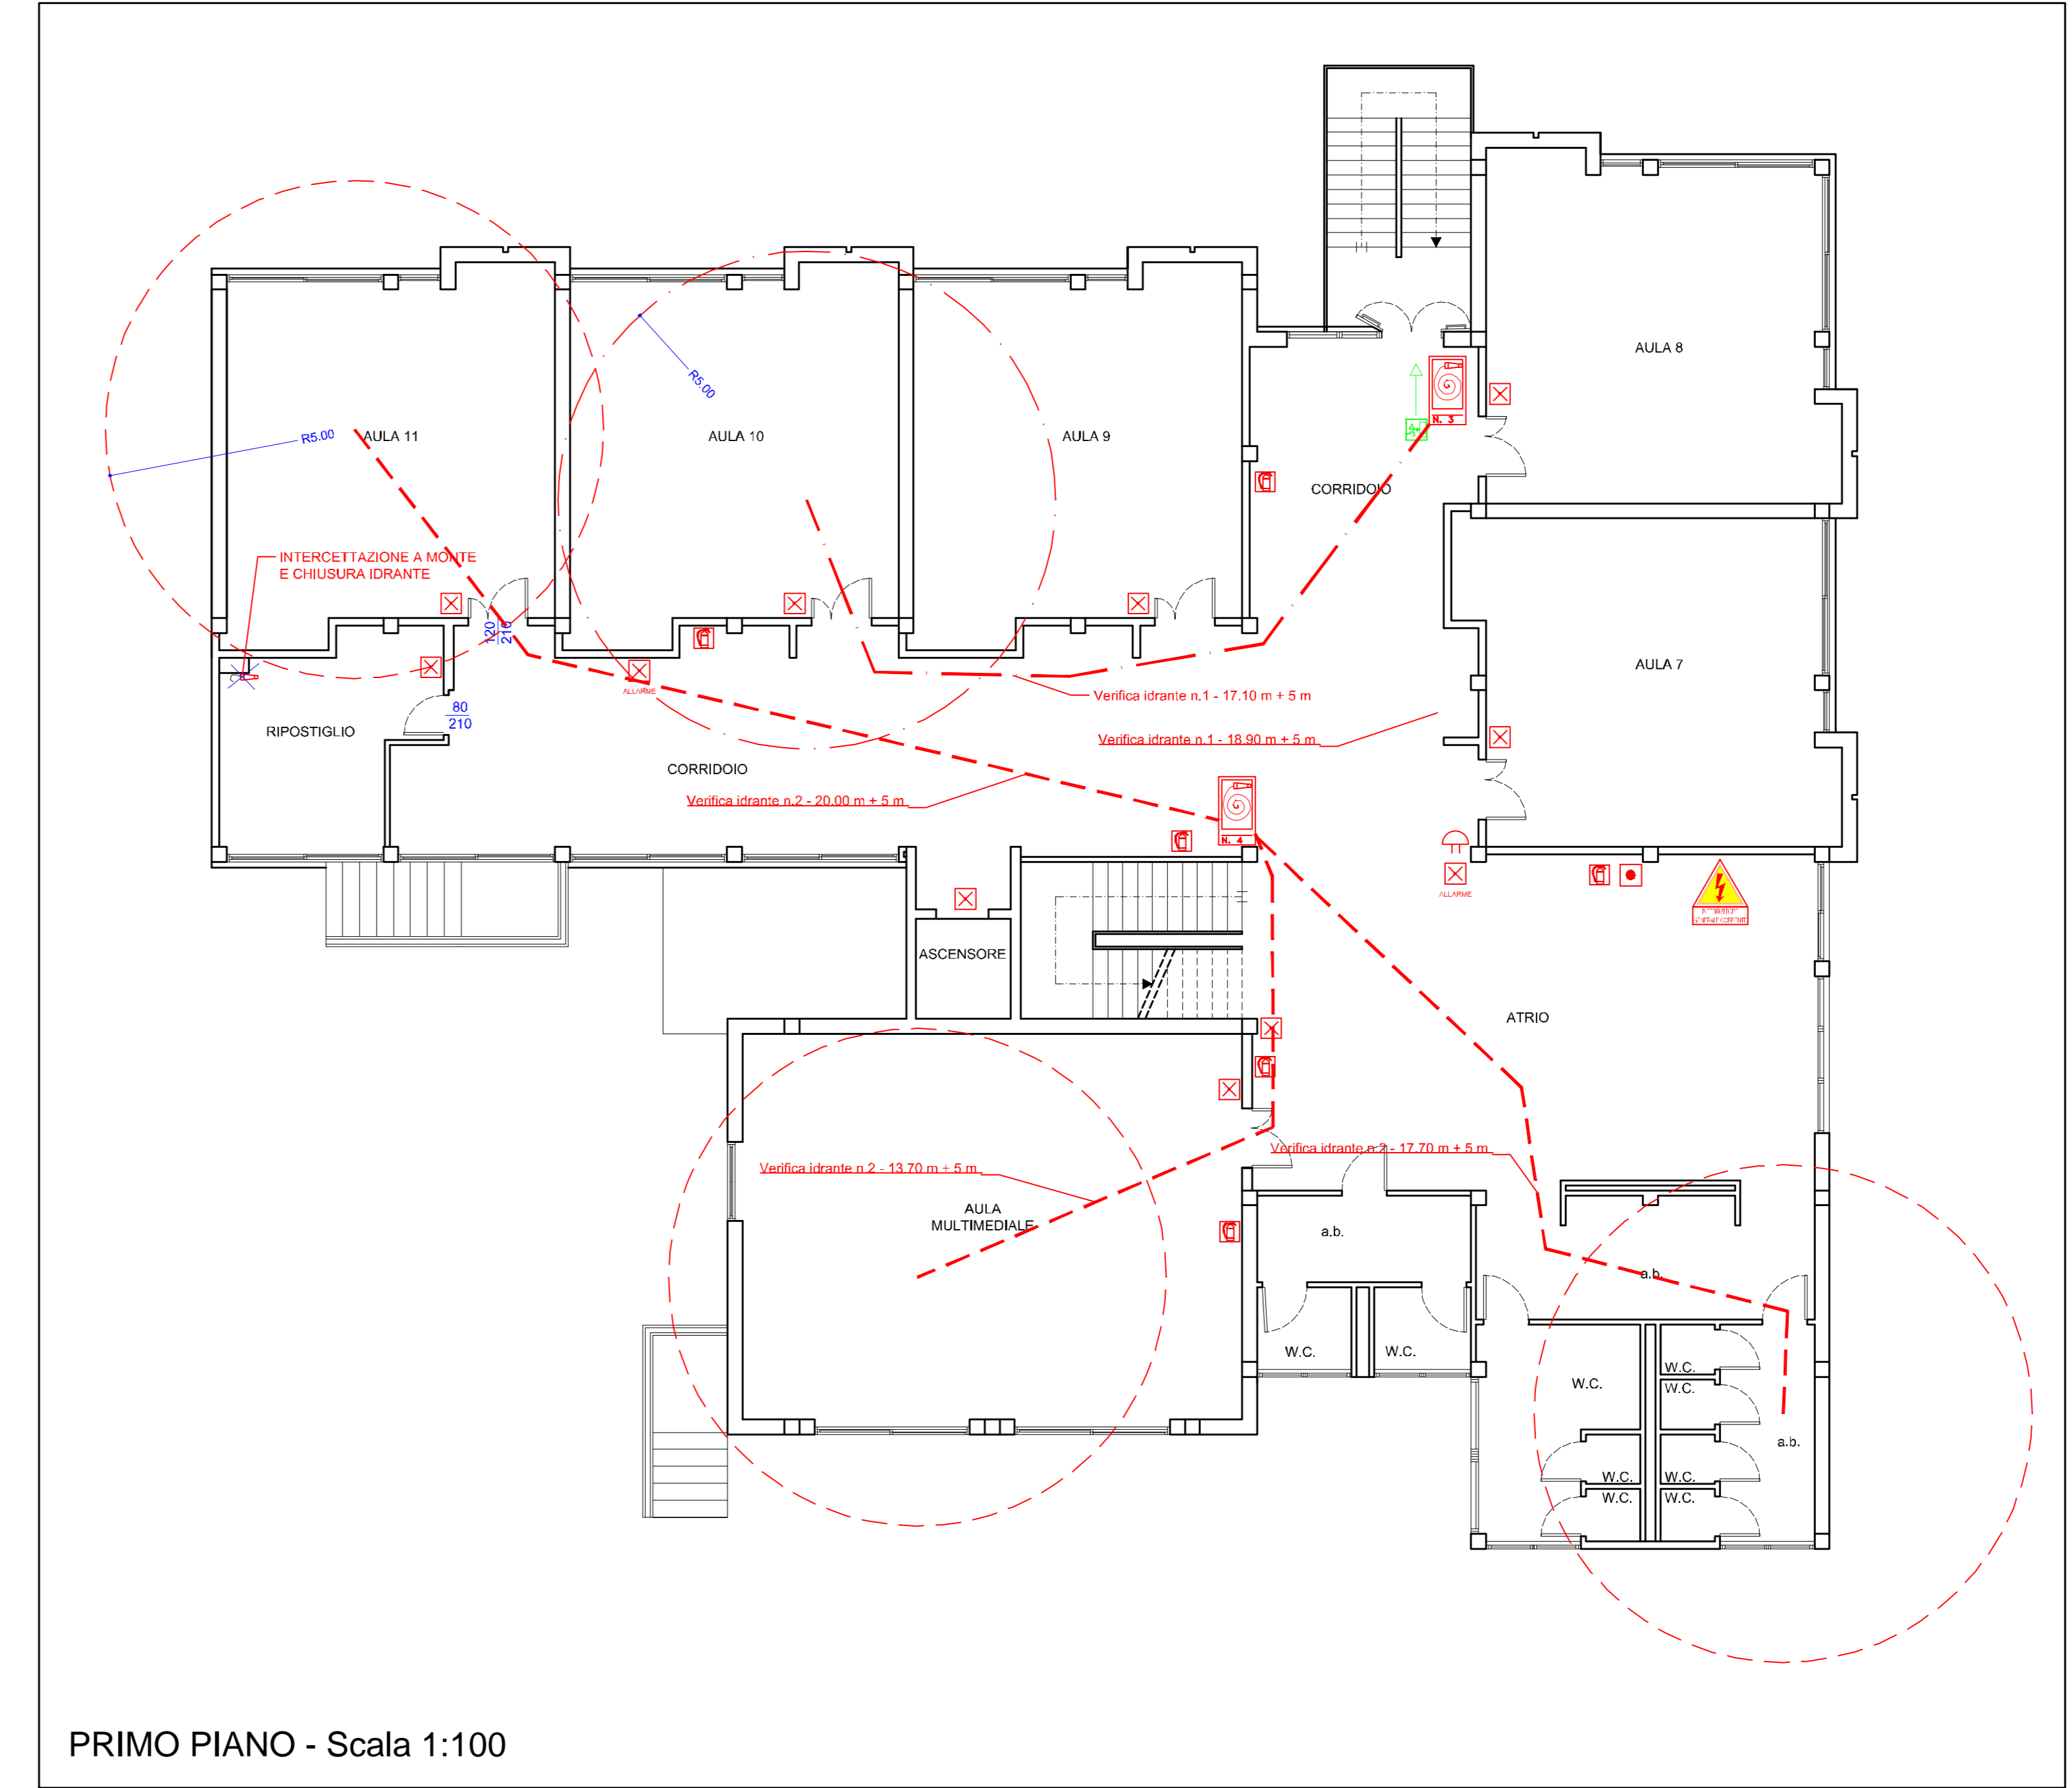 AULA 8
N. 3
R5.00
R5.00
AULA 11
AULA 10
AULA 9
CORRIDOIO
INTERCETTAZIONE A MONTE
E CHIUSURA IDRANTE
120
210
AULA 7
ALLARME
Verifica idrante n.1 - 17.10 m + 5 m
80
210
RIPOSTIGLIO
Verifica idrante n.1 - 18.90 m + 5 m
CORRIDOIO
Verifica idrante n.2 - 20.00 m + 5 m
N. 4
ALLARME
ASCENSORE
ATRIO
Verifica idrante n.2 - 17.70 m + 5 m
Verifica idrante n.2 - 13.70 m + 5 m
AULA
MULTIMEDIALE
a.b.
a.b.
W.C.
W.C.
W.C.
W.C.
W.C.
a.b.
W.C.
W.C.
W.C.
W.C.
PRIMO PIANO - Scala 1:100